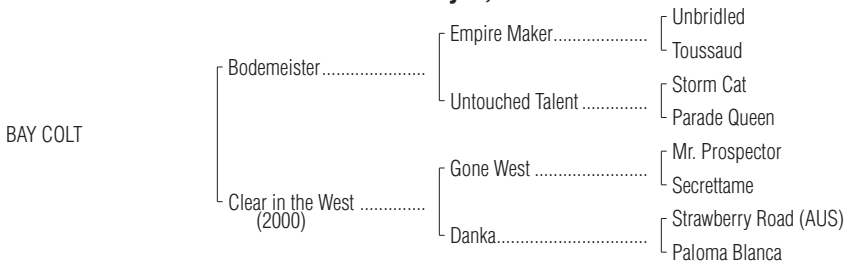 Unbridled
Empire Maker.....................
Toussaud
Bodemeister......................
Storm Cat
Untouched Talent ..............
Parade Queen
BAY COLT
Mr. Prospector
Gone West ........................
Secrettame
Clear in the West ..............
(2000)
Strawberry Road (AUS)
Danka.................................
Paloma Blanca